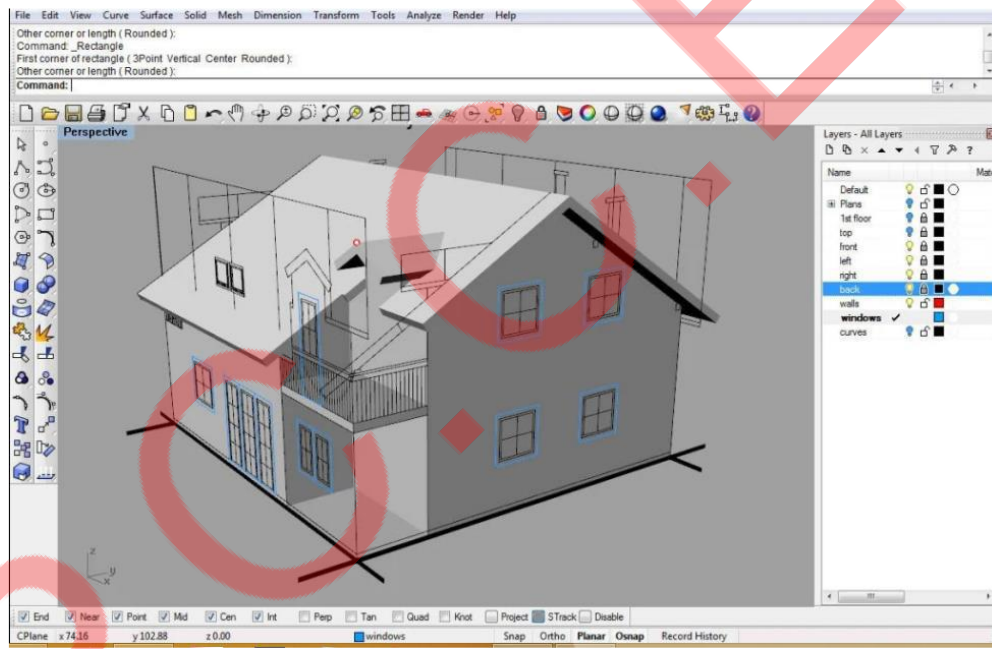 File Edit View Curve Surface Solid Mesh Dimension Transform Tools Analyze Render Help
Other corner or length ( Rounded ):
Command: _Rectangle
First corner of rectangle ( 3Point Vertical Center Rounded ):
Other corner or length ( Rounded ):
Command:
Perspective
Layers - All Layers
Name Mate
Default
Plans
1st floor
top
front
left
right
back
walls
windows
curves
z
y
x
End Near Point Mid Cen Int Perp Tan Quad Knot Project STrack Disable
CPlane x 74.16 y 102.88 z 0.00 windows Snap Ortho Planar Osnap Record History